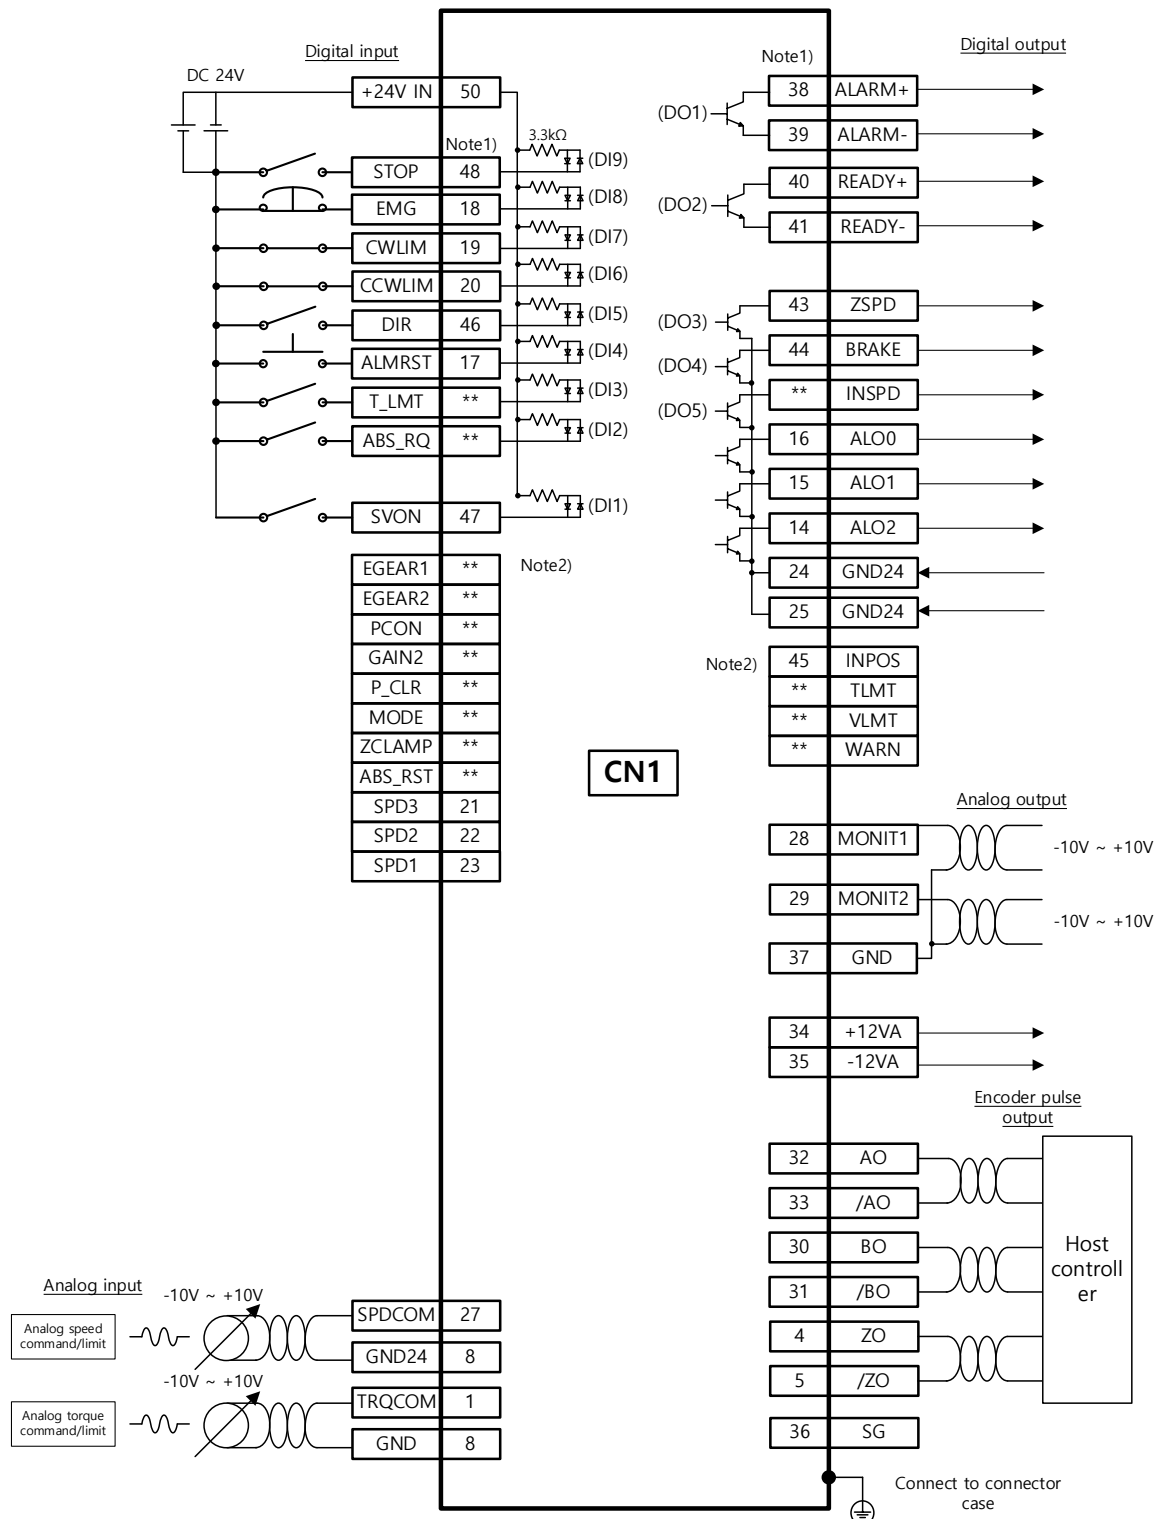 Digital input
DC 24V
+24V IN 50
Note1)
3.3kΩ
STOP 48 (DI9)
EMG 18 (DI8)
CWLIM 19 (DI7)
CCWLIM 20 (DI6)
DIR 46 (DI5)
ALMRST 17 (DI4)
T_LMT ** (DI3)
ABS_RQ ** (DI2)
SVON 47 (DI1)
Note2)
EGEAR1 **
EGEAR2 **
PCON **
GAIN2 **
P_CLR **
MODE **
ZCLAMP **
ABS_RST **
SPD3 21
SPD2 22
SPD1 23
CN1
Analog input
-10V ~ +10V
Analog speed
command/limit
SPDCOM 27
GND24 8
-10V ~ +10V
Analog torque
command/limit
TRQCOM 1
GND 8
Digital output
Note1)
(DO1)
38 ALARM+
39 ALARM-
(DO2)
40 READY+
41 READY-
(DO3)
43 ZSPD
(DO4)
44 BRAKE
(DO5)
** INSPD
16 ALO0
15 ALO1
14 ALO2
24 GND24
25 GND24
Note2)
45 INPOS
** TLMT
** VLMT
** WARN
Analog output
28 MONIT1
-10V ~ +10V
29 MONIT2
-10V ~ +10V
37 GND
34 +12VA
35 -12VA
Encoder pulse
output
32 AO
33 /AO
30 BO
31 /BO
4 ZO
5 /ZO
Host
controll
er
36 SG
Connect to connector
case